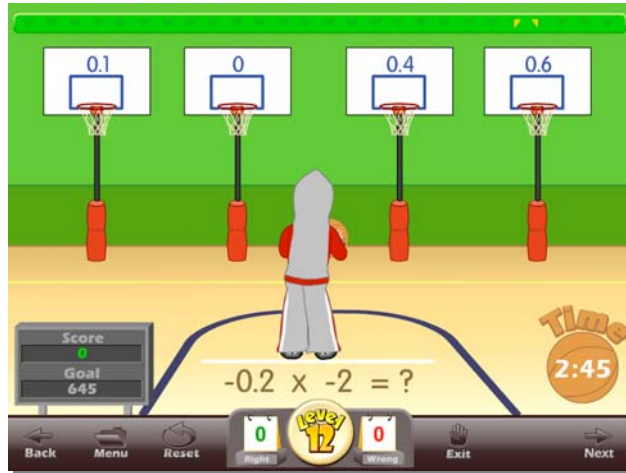 0.1
0
0.4
0.6
Score
0
Goal
645
Time
2:45
-0.2 x -2 = ?
0
Right
Level
12
0
Wrong
Back
Menu
Reset
Exit
Next